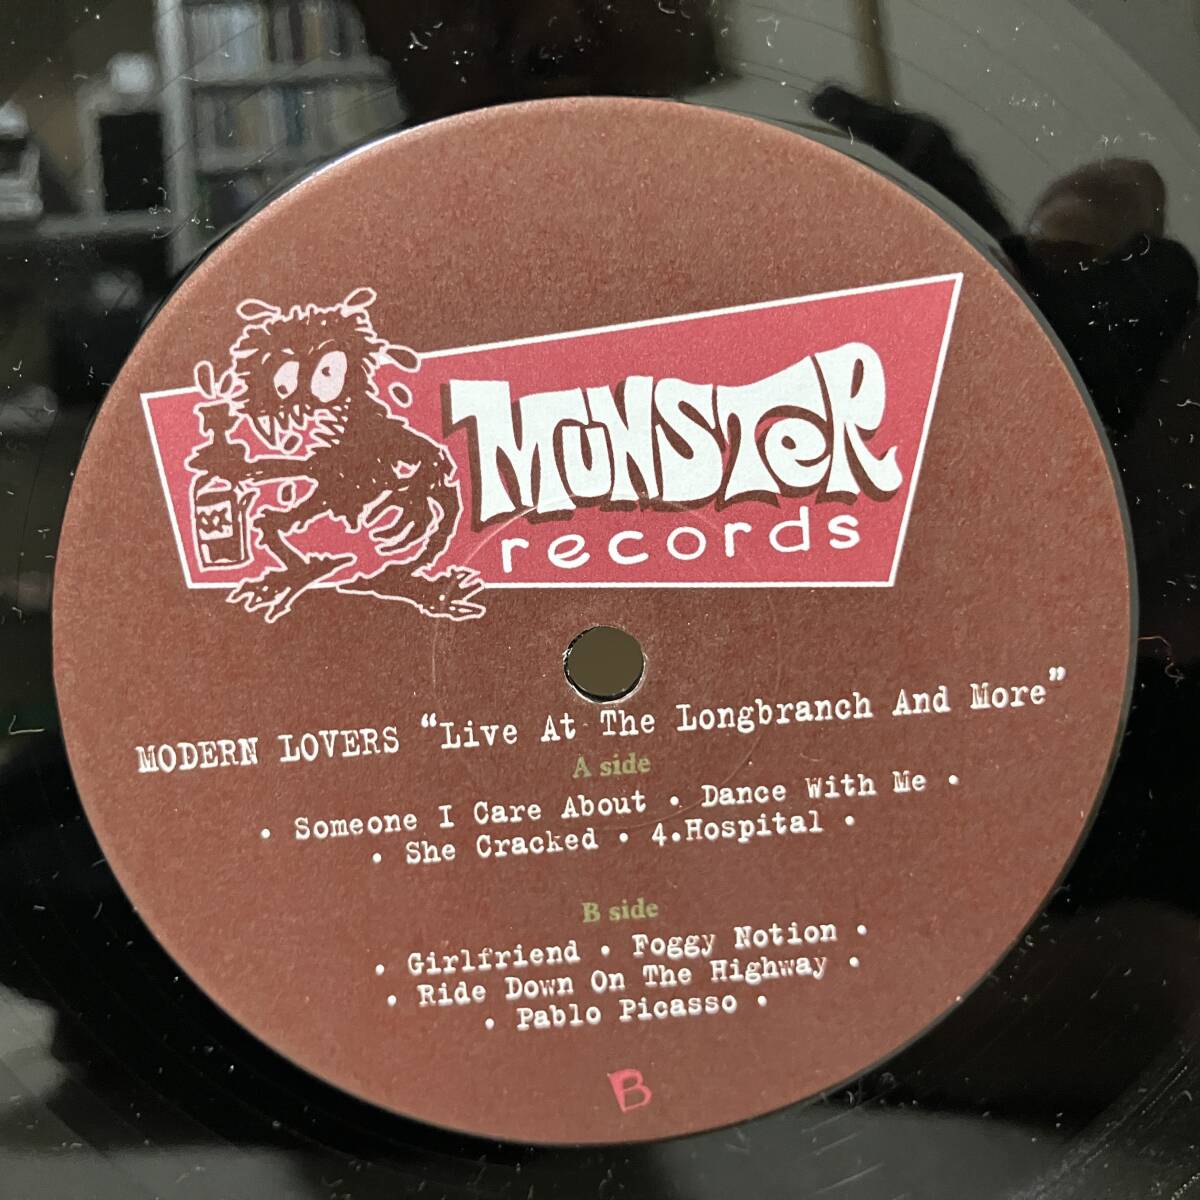 MUNSTER
records
XX
MODERN LOVERS “Live At The Longbranch And More”
A side
• Someone I Care About • Dance With Me •
• She Cracked • 4.Hospital •
B side
• Girlfriend • Foggy Notion •
• Ride Down On The Highway •
• Pablo Picasso •
B